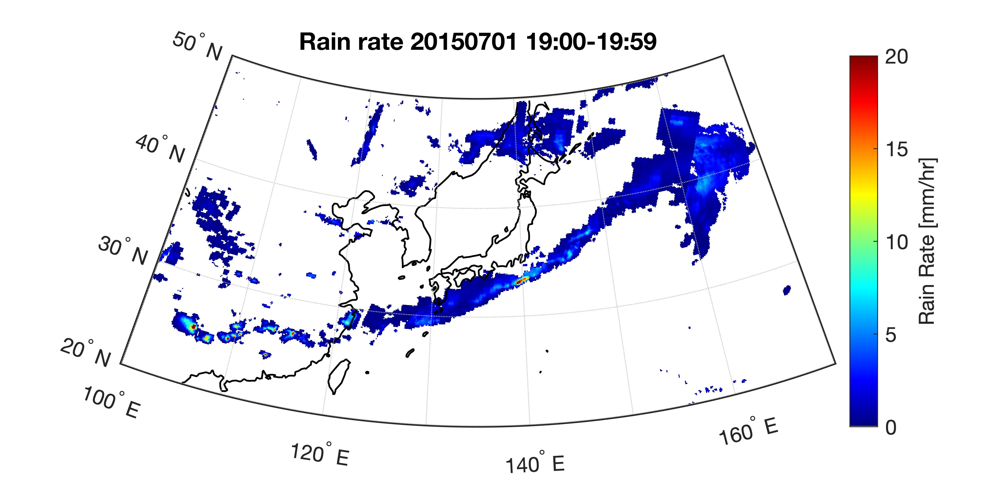 Rain rate 20150701 19:00-19:59
50° N
40° N
30° N
20° N
100° E
120° E
140° E
160° E
20
15
10
5
0
Rain Rate [mm/hr]